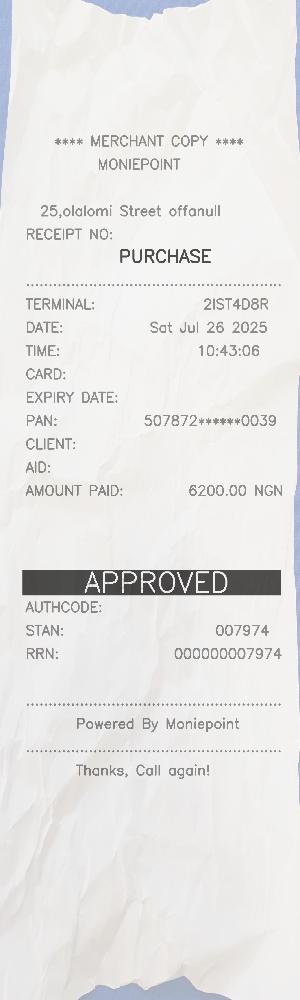 **** MERCHANT COPY ****
MONIEPOINT
25,olalomi Street offanull
RECEIPT NO:
PURCHASE
TERMINAL: 2IST4D8R
DATE: Sat Jul 26 2025
TIME: 10:43:06
CARD:
EXPIRY DATE:
PAN: 507872******0039
CLIENT:
AID:
AMOUNT PAID: 6200.00 NGN
APPROVED
AUTHCODE:
STAN: 007974
RRN: 000000007974
Powered By Moniepoint
Thanks, Call again!